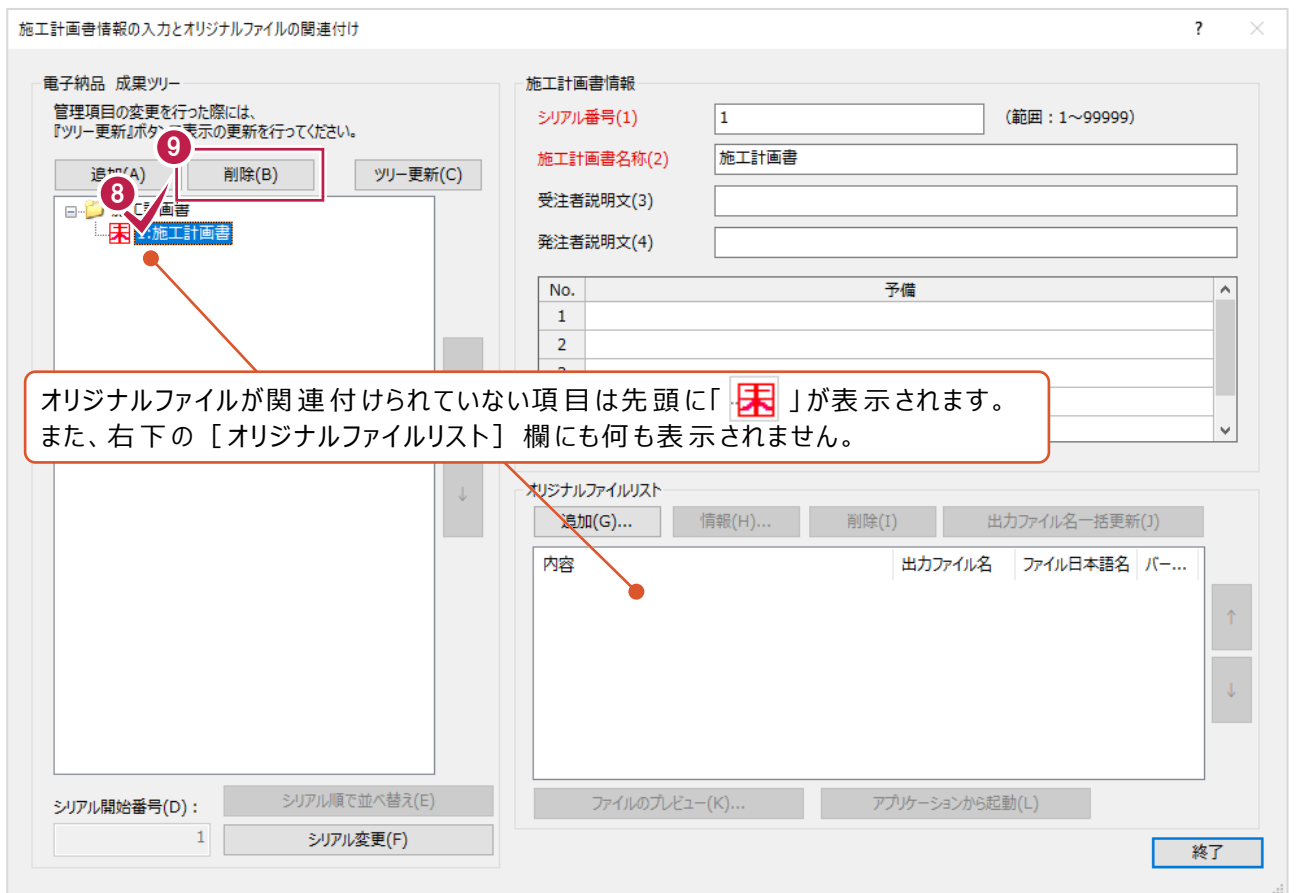 施工計画書情報の入力とオリジナルファイルの関連付け
?
電子納品 成果ツリー
管理項目の変更を行った際には、
『ツリー更新』ボタンで表示の更新を行ってください。
追加(A)
9
削除(B)
ツリー更新(C)
8
計画書
:施工計画書
未
シリアル開始番号(D)：
シリアル順で並べ替え(E)
1
シリアル変更(F)
施工計画書情報
シリアル番号(1)
1
(範囲：1～99999)
施工計画書名称(2)
施工計画書
受注者説明文(3)
発注者説明文(4)
No.
予備
1
2
オリジナルファイルが関連付けられていない項目は先頭に「未」が表示されます。
また、右下の［オリジナルファイルリスト］欄にも何も表示されません。
↓
オリジナルファイルリスト
追加(G)...
情報(H)...
削除(I)
出力ファイル名一括更新(J)
内容
出力ファイル名
ファイル日本語名
バー...
↑
↓
ファイルのプレビュー(K)...
アプリケーションから起動(L)
終了